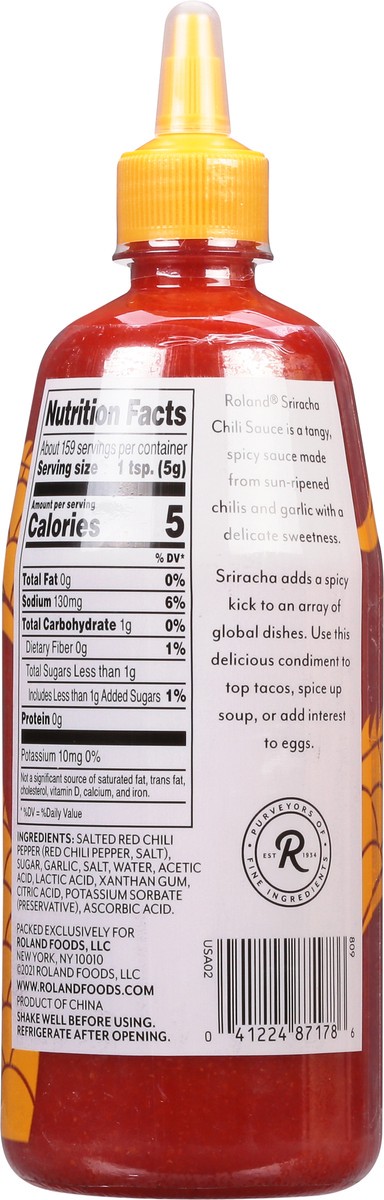 Nutrition Facts
About 159 servings per container
Serving size 1 tsp. (5g)
Amount per serving
Calories 5
% DV*
Total Fat 0g 0%
Sodium 130mg 6%
Total Carbohydrate 1g 0%
Dietary Fiber 0g 1%
Total Sugars Less than 1g
Includes Less than 1g Added Sugars 1%
Protein 0g
Potassium 10mg 0%
Not a significant source of saturated fat, trans fat,
cholesterol, vitamin D, calcium, and iron.
*%DV = %Daily Value
INGREDIENTS: SALTED RED CHILI
PEPPER (RED CHILI PEPPER, SALT),
SUGAR, GARLIC, SALT, WATER, ACETIC
ACID, LACTIC ACID, XANTHAN GUM,
CITRIC ACID, POTASSIUM SORBATE
(PRESERVATIVE), ASCORBIC ACID.
PACKED EXCLUSIVELY FOR
ROLAND FOODS, LLC
NEW YORK, NY 10010
©2021 ROLAND FOODS, LLC
WWW.ROLANDFOODS.COM
PRODUCT OF CHINA
SHAKE WELL BEFORE USING.
REFRIGERATE AFTER OPENING.
Roland® Sriracha
Chili Sauce is a tangy,
spicy sauce made
from sun-ripened
chilis and garlic with a
delicate sweetness.
Sriracha adds a spicy
kick to an array of
global dishes. Use this
delicious condiment to
top tacos, spice up
soup, or add interest
to eggs.
PURVEYORS OF
EST R 1934
FINE INGREDIENTS
USA02
809
0 41224 87178 6